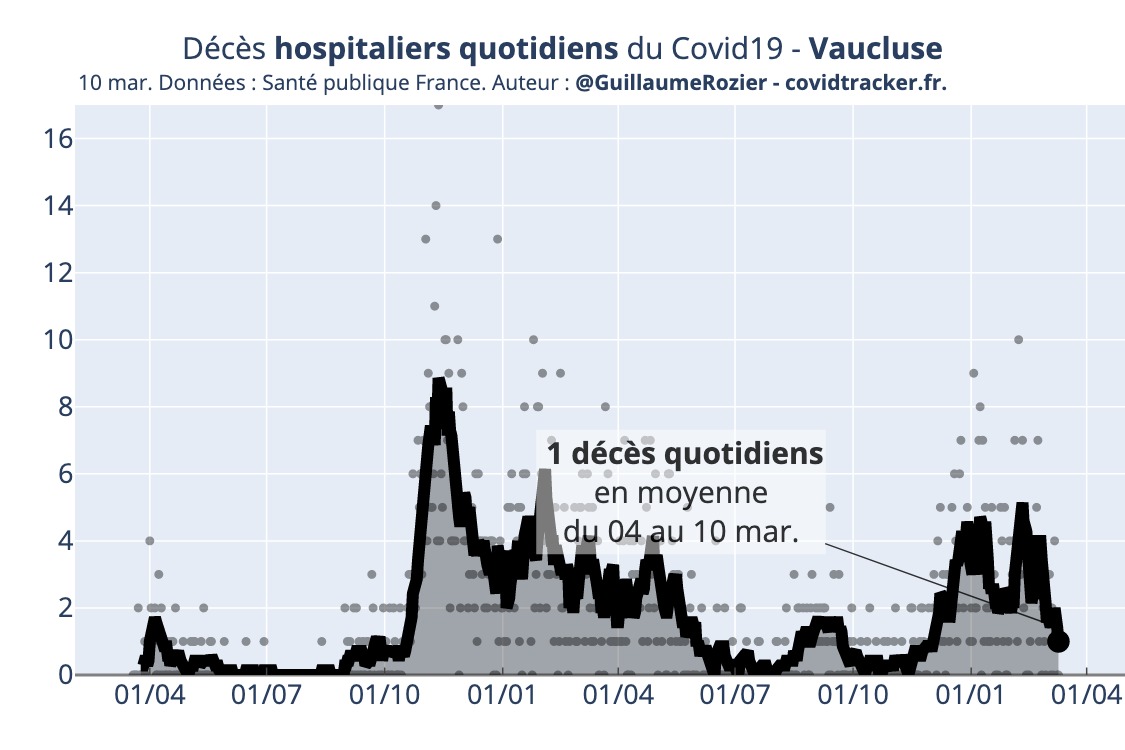 Décès hospitaliers quotidiens du Covid19 - Vaucluse
10 mar. Données : Santé publique France. Auteur : @GuillaumeRozier - covidtracker.fr.
16
14
12
10
8
6
4
2
0
1 décès quotidiens
en moyenne
du 04 au 10 mar.
01/04 01/07 01/10 01/01 01/04 01/07 01/10 01/01 01/04